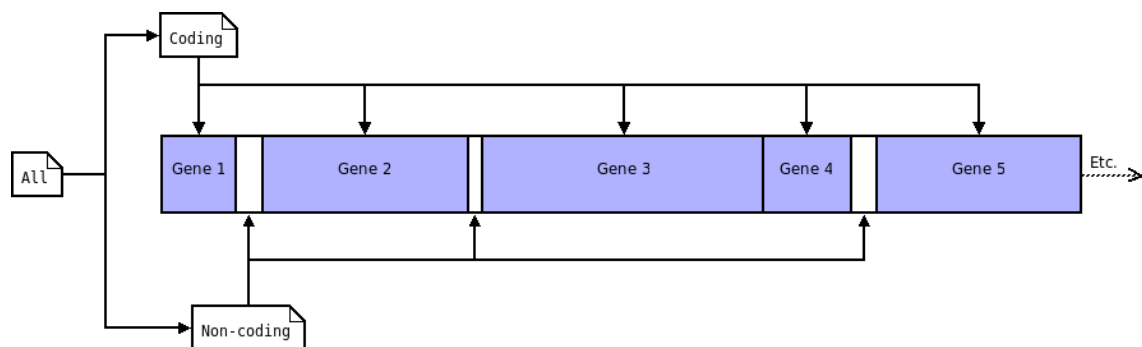 Coding
All
Gene 1
Gene 2
Gene 3
Gene 4
Gene 5
Etc.
Non-coding